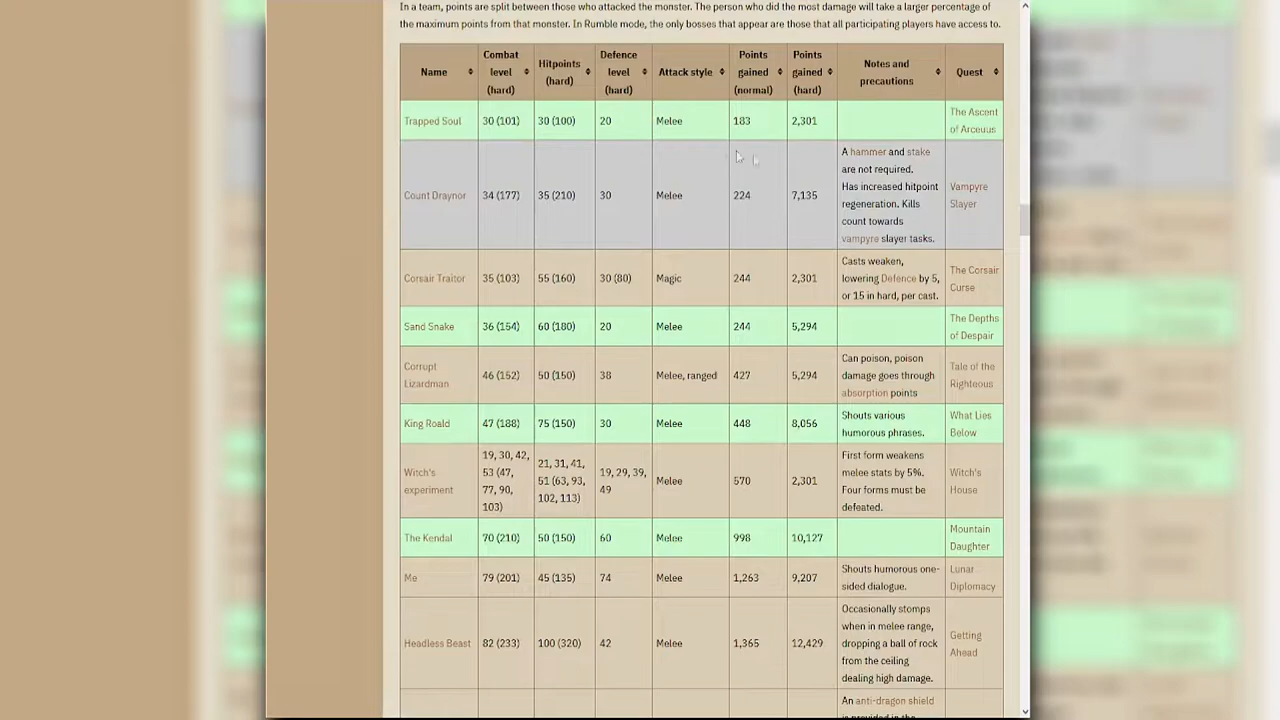 In a team, points are split between those who attacked the monster. The person who did the most damage will take a larger percentage of
the maximum points from that monster. In Rumble mode, the only bosses that appear are those that all participating players have access to.
Name
Combat
level
(hard)
Hitpoints
(hard)
Defence
level
(hard)
Attack style
Points
gained
(normal)
Points
gained
(hard)
Notes and
precautions
Quest
Trapped Soul
30 (101)
30 (100)
20
Melee
183
2,301
The Ascent
of Arceuus
Count Draynor
34 (177)
35 (210)
30
Melee
224
7,135
A hammer and stake
are not required.
Has increased hitpoint
regeneration. Kills
count towards
vampyre slayer tasks.
Vampyre
Slayer
Corsair Traitor
35 (103)
55 (160)
30 (80)
Magic
244
2,301
Casts weaken,
lowering Defence by 5,
or 15 in hard, per cast.
The Corsair
Curse
Sand Snake
36 (154)
60 (180)
20
Melee
244
5,294
The Depths
of Despair
Corrupt
Lizardman
46 (152)
50 (150)
38
Melee, ranged
427
5,294
Can poison, poison
damage goes through
absorption points
Tale of the
Righteous
King Roald
47 (188)
75 (150)
30
Melee
448
8,056
Shouts various
humorous phrases.
What Lies
Below
Witch's
experiment
19, 30, 42,
53 (47,
77, 90,
103)
21, 31, 41,
51 (63, 93,
102, 113)
19, 29, 39,
49
Melee
570
2,301
First form weakens
melee stats by 5%.
Four forms must be
defeated.
Witch's
House
The Kendal
70 (210)
50 (150)
60
Melee
998
10,127
Mountain
Daughter
Me
79 (201)
45 (135)
74
Melee
1,263
9,207
Shouts humorous one-
sided dialogue.
Lunar
Diplomacy
Headless Beast
82 (233)
100 (320)
42
Melee
1,365
12,429
Occasionally stomps
when in melee range,
dropping a ball of rock
from the ceiling
dealing high damage.
Getting
Ahead
An anti-dragon shield
is provided in the